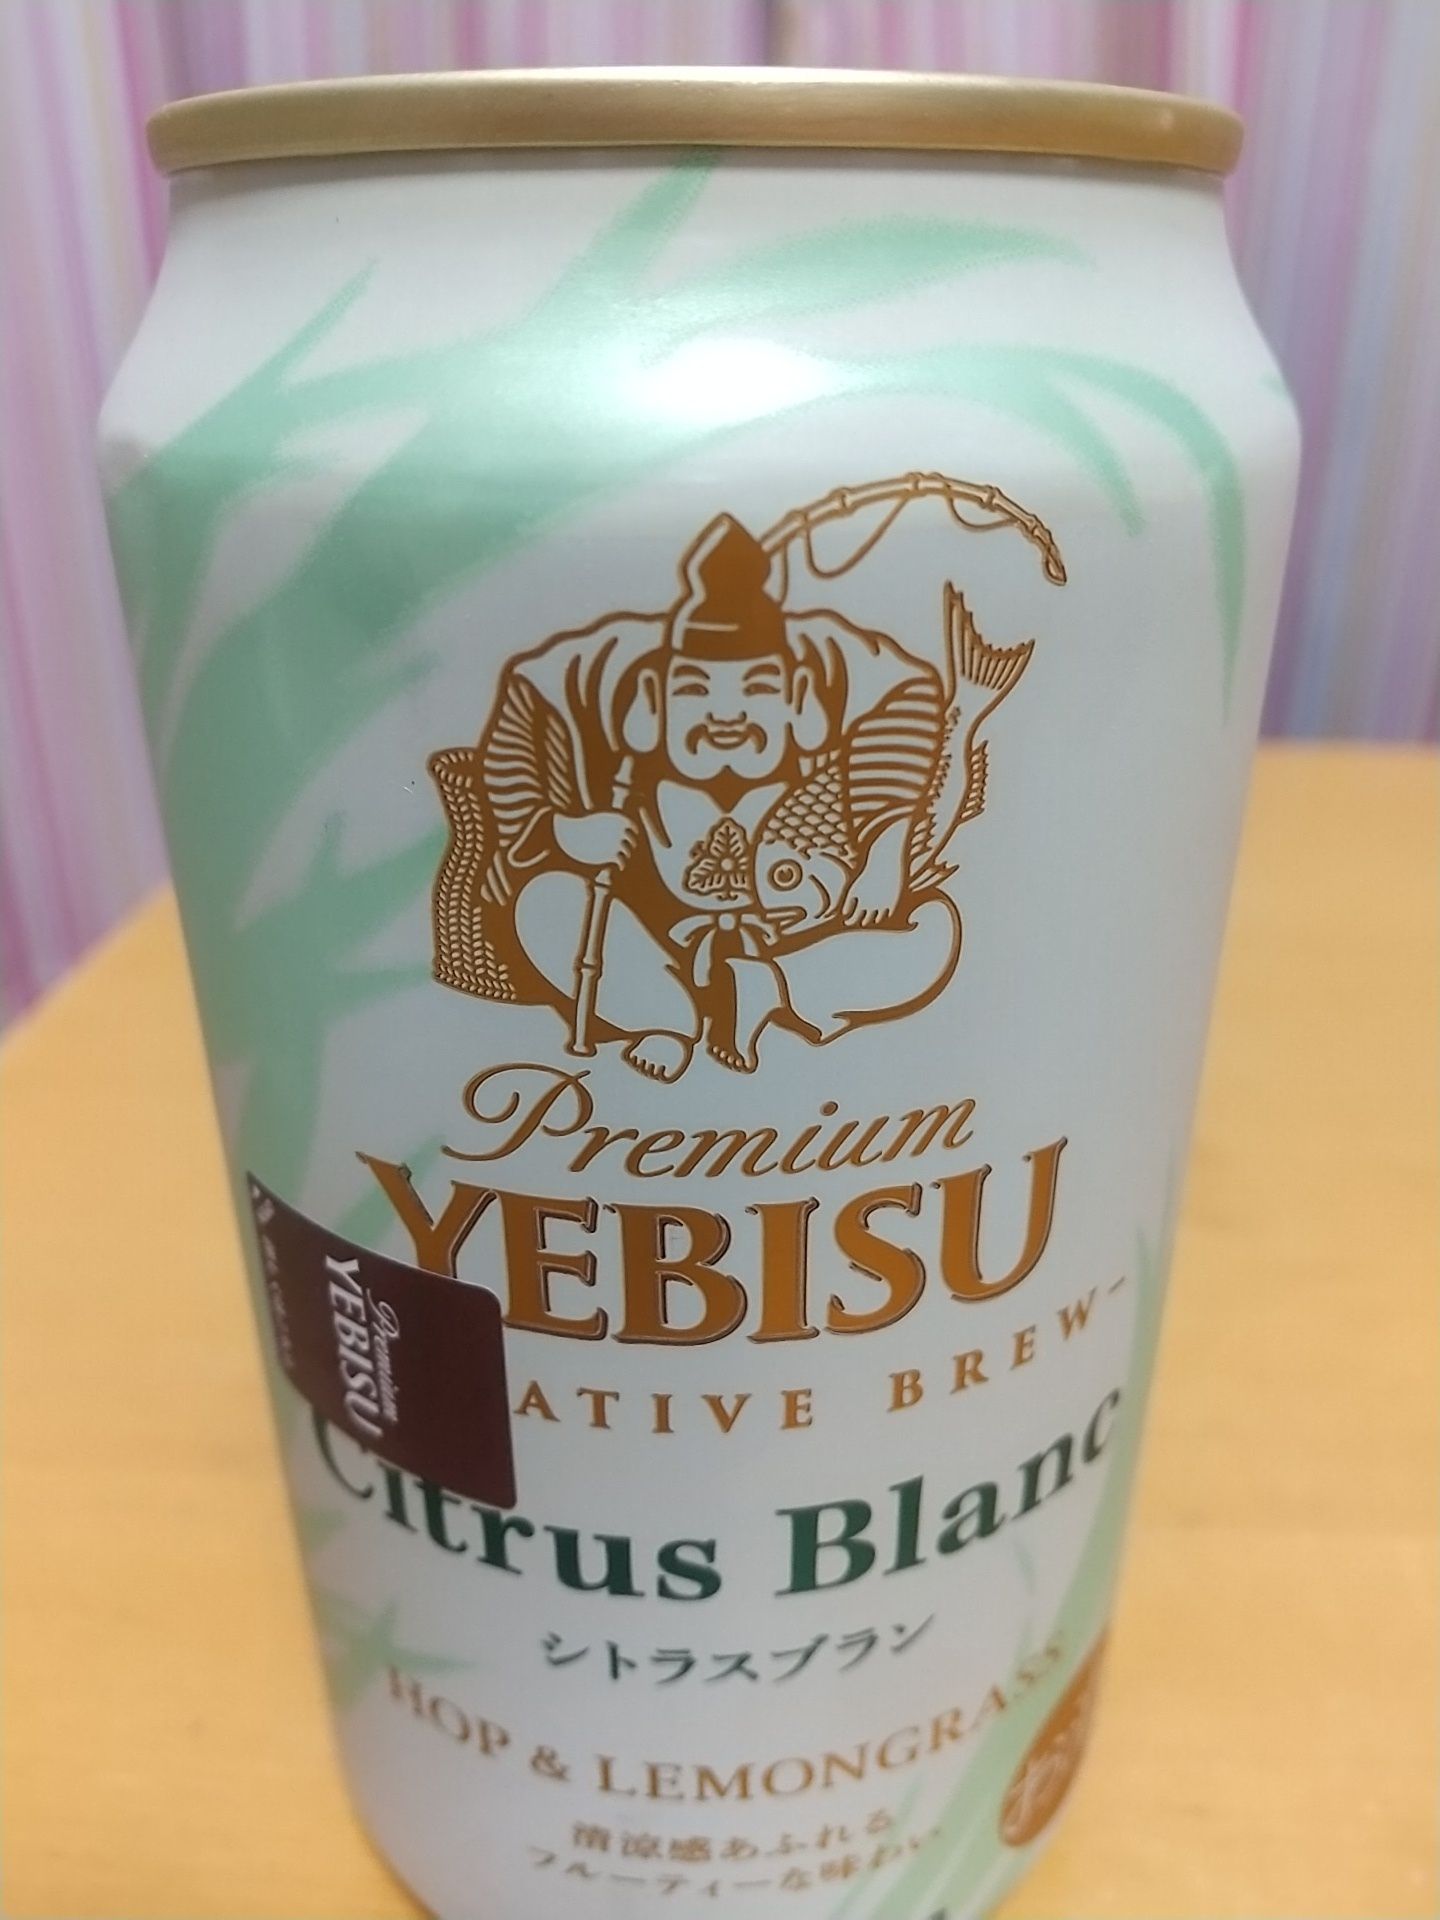 Premium
YEBISU
ATIVE BREW-
Citrus Blanc
シトラスブラン
HOP & LEMONGRASS
清涼感あふれる
フルーティーな味わい
Premium
YEBISU